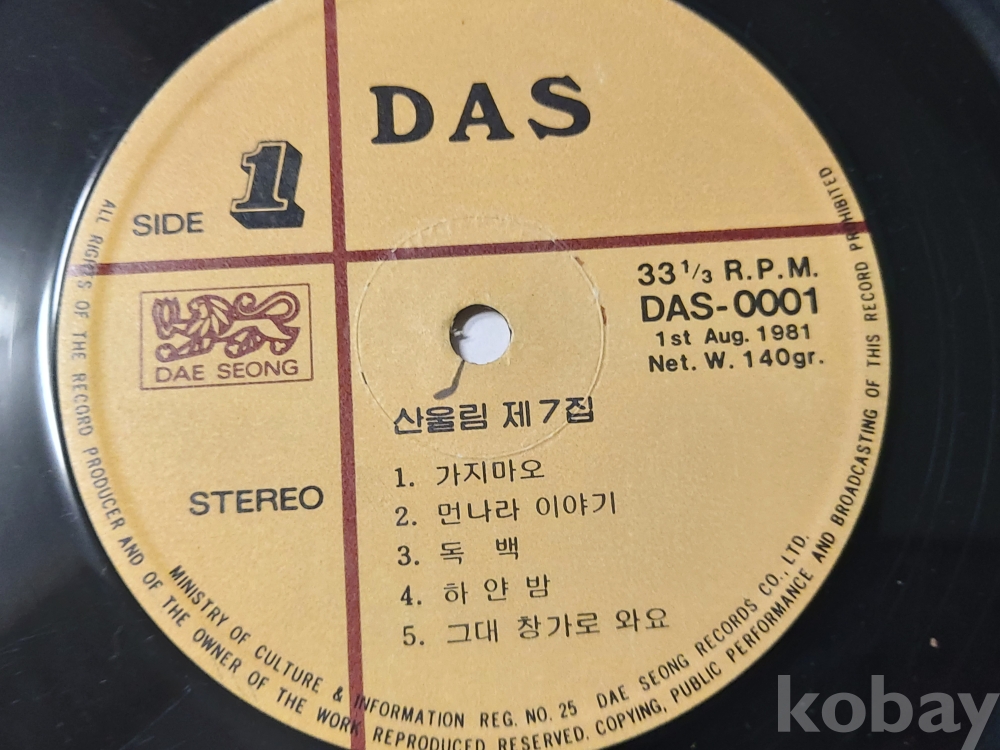 DAS
SIDE 1
33 1/3 R.P.M.
DAS-0001
1st Aug. 1981
Net. W. 140gr.
DAE SEONG
STEREO
산울림 제7집
1. 가지마오
2. 먼나라 이야기
3. 독 백
4. 하 얀 밤
5. 그대 창가로 와요
MINISTRY OF CULTURE & INFORMATION REG. NO. 25 DAE SEONG RECORDS CO., LTD.
ALL RIGHTS OF THE RECORD PRODUCER AND OF THE OWNER OF THE WORK REPRODUCED RESERVED. COPYING, PUBLIC PERFORMANCE AND BROADCASTING OF THIS RECORD PROHIBITED
kobay